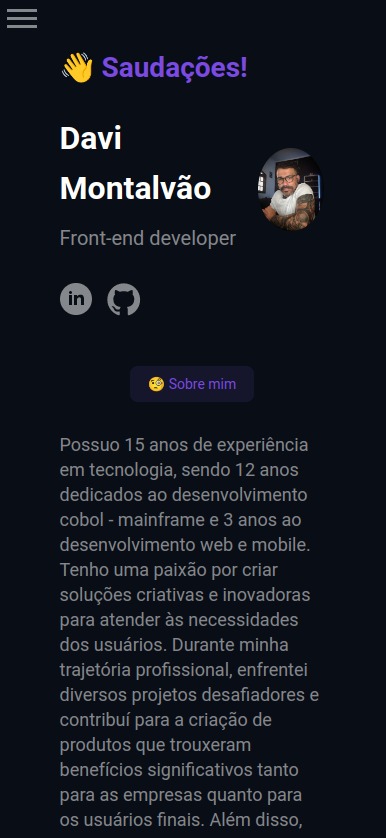 👋 Saudações!
Davi
Montalvão
Front-end developer
in
🧐 Sobre mim
Possuo 15 anos de experiência
em tecnologia, sendo 12 anos
dedicados ao desenvolvimento
cobol - mainframe e 3 anos ao
desenvolvimento web e mobile.
Tenho uma paixão por criar
soluções criativas e inovadoras
para atender às necessidades
dos usuários. Durante minha
trajetória profissional, enfrentei
diversos projetos desafiadores e
contribuí para a criação de
produtos que trouxeram
benefícios significativos tanto
para as empresas quanto para
os usuários finais. Além disso,